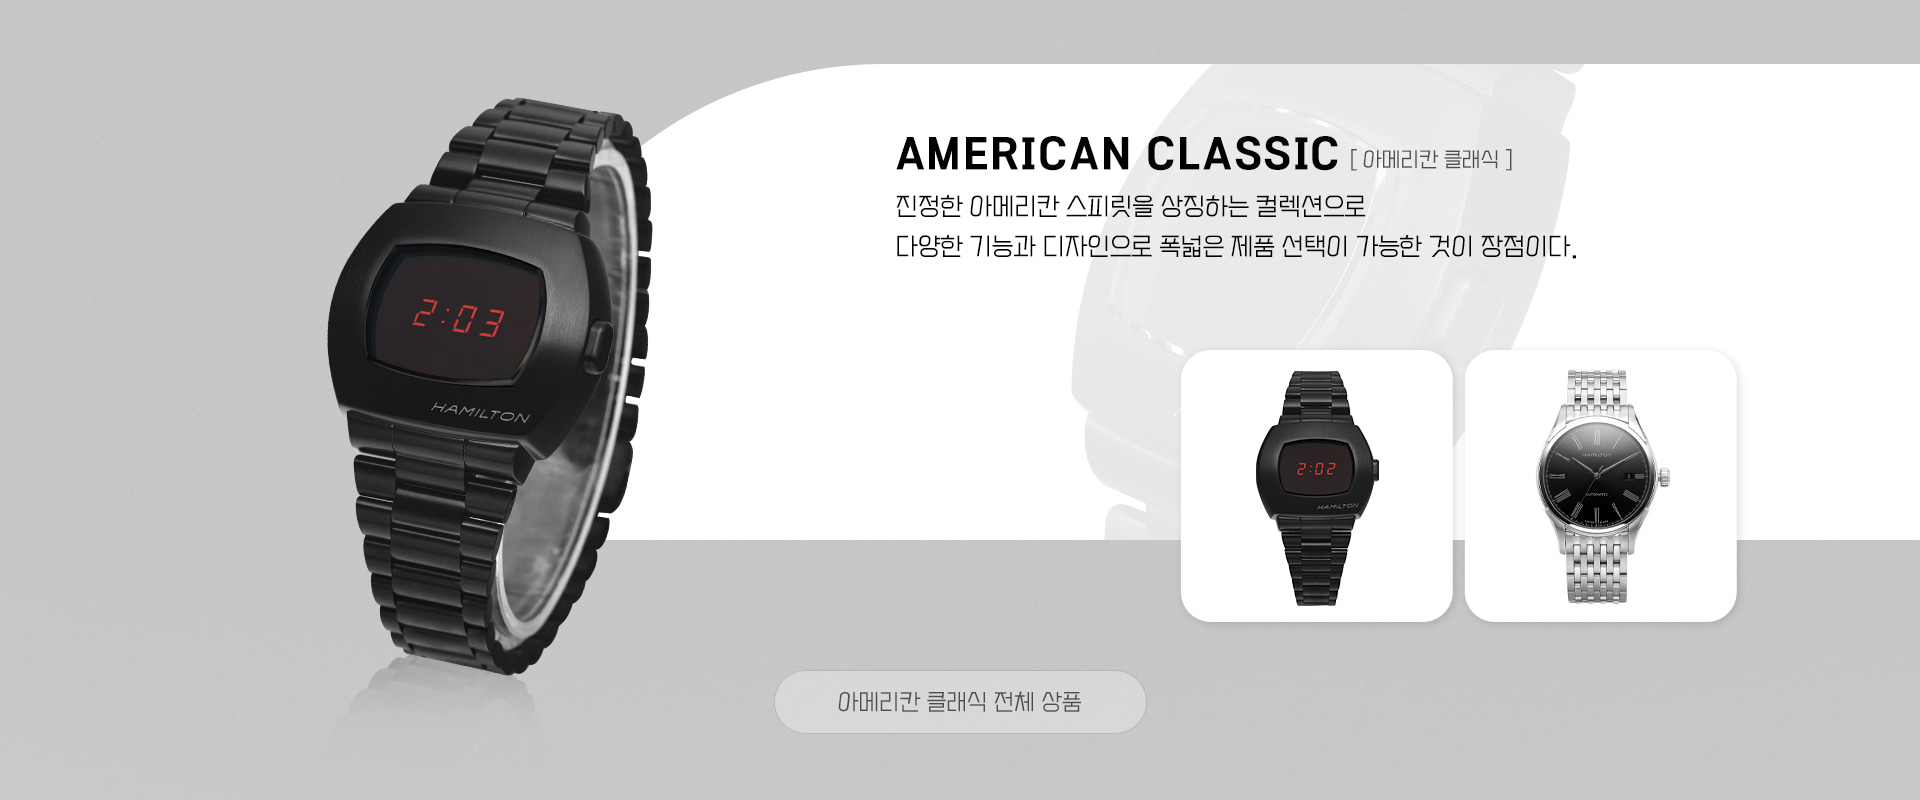 AMERICAN CLASSIC [ 아메리칸 클래식 ]
진정한 아메리칸 스피릿을 상징하는 컬렉션으로
다양한 기능과 디자인으로 폭넓은 제품 선택이 가능한 것이 장점이다.
2:03
HAMILTON
2:02
HAMILTON
HAMILTON
AUTOMATIC
아메리칸 클래식 전체 상품